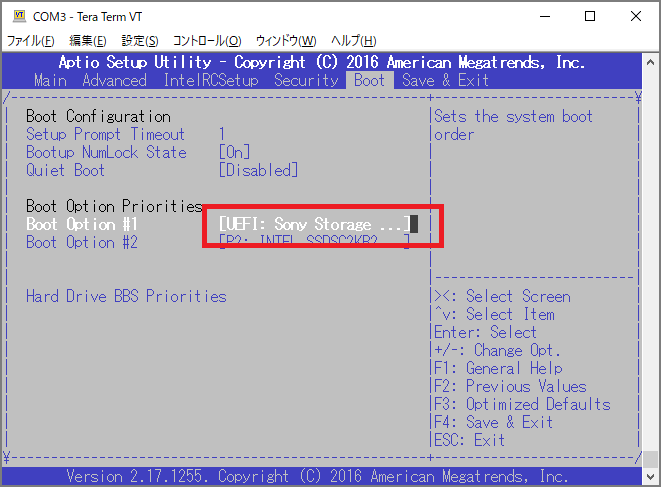 COM3 - Tera Term VT
ファイル(F) 編集(E) 設定(S) コントロール(O) ウィンドウ(W) ヘルプ(H)
Aptio Setup Utility - Copyright (C) 2016 American Megatrends, Inc.
Main Advanced IntelRCSetup Security Boot Save & Exit
Boot Configuration
Setup Prompt Timeout 1
Bootup NumLock State [On]
Quiet Boot [Disabled]
Boot Option Priorities
Boot Option #1 [UEFI: Sony Storage ...]
Boot Option #2 [P2: INTEL SSDSC2KB2...]
Hard Drive BBS Priorities
Sets the system boot
order
><: Select Screen
^v: Select Item
Enter: Select
+/-: Change Opt.
F1: General Help
F2: Previous Values
F3: Optimized Defaults
F4: Save & Exit
ESC: Exit
Version 2.17.1255. Copyright (C) 2016 American Megatrends, Inc.